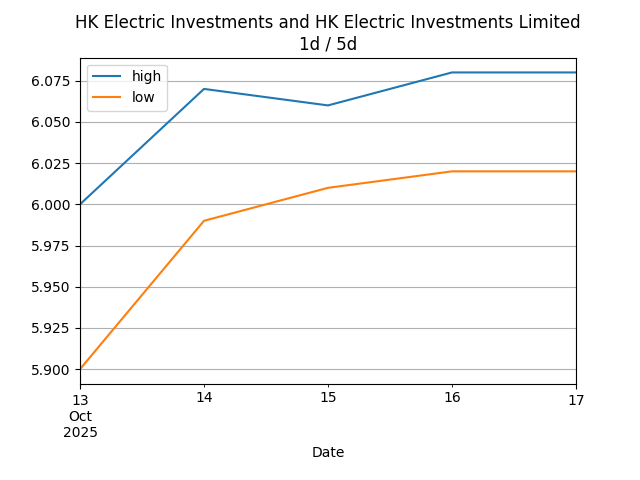 HK Electric Investments and HK Electric Investments Limited
1d / 5d
high
low
6.075
6.050
6.025
6.000
5.975
5.950
5.925
5.900
13
Oct
2025
14
15
16
17
Date